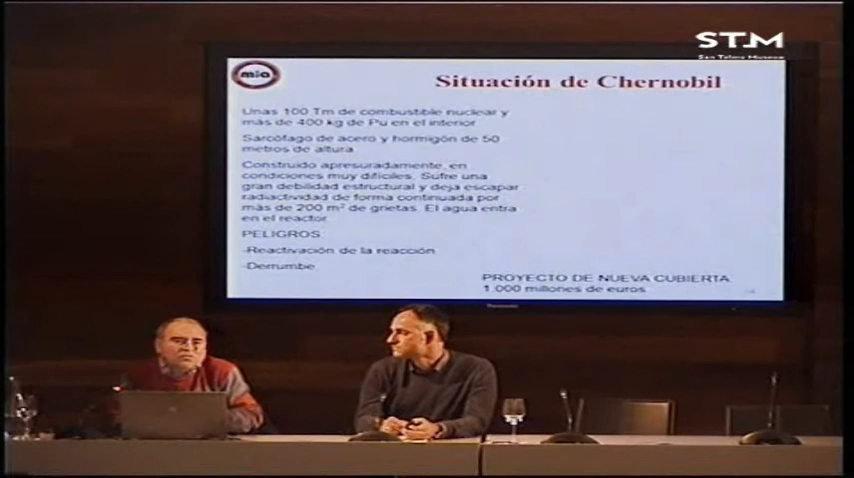 STM
San Telmo Museoa
mia
Situación de Chernobil
Unas 100 Tm de combustible nuclear y
más de 400 kg de Pu en el interior
Sarcófago de acero y hormigón de 50
metros de altura
Construido apresuradamente, en
condiciones muy difíciles. Sufre una
gran debilidad estructural y deja escapar
radiactividad de forma continuada por
más de 200 m² de grietas. El agua entra
en el reactor
PELIGROS
-Reactivación de la reacción
-Derrumbe
PROYECTO DE NUEVA CUBIERTA
1.000 millones de euros